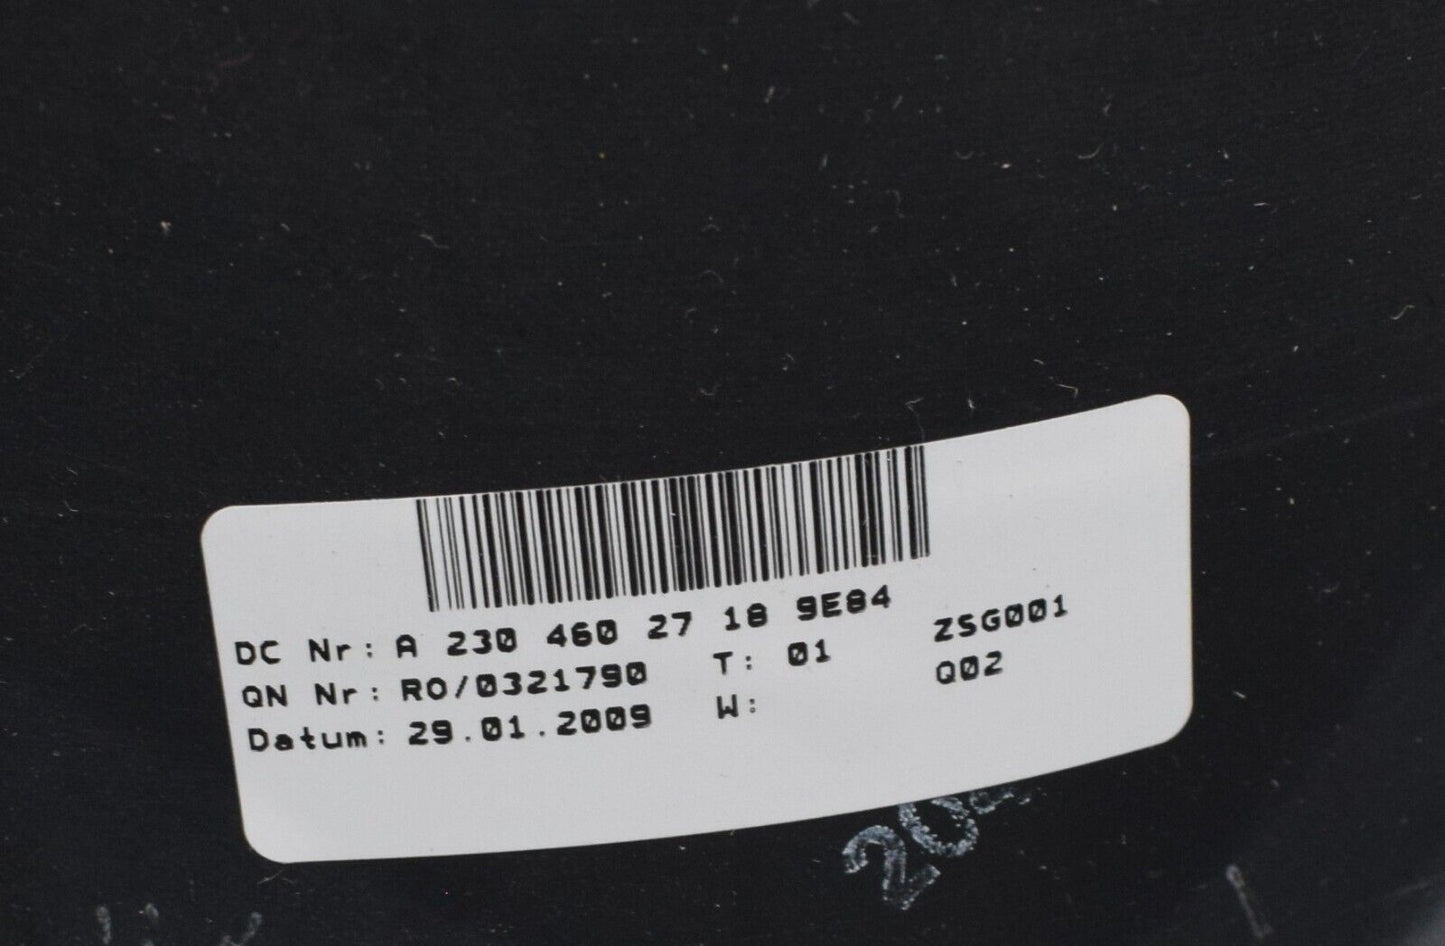 DC Nr: A 230 460 27 18 9E84 ZSG001
QN Nr: RO/0321790 T: 01 Q02
Datum: 29.01.2009 W: